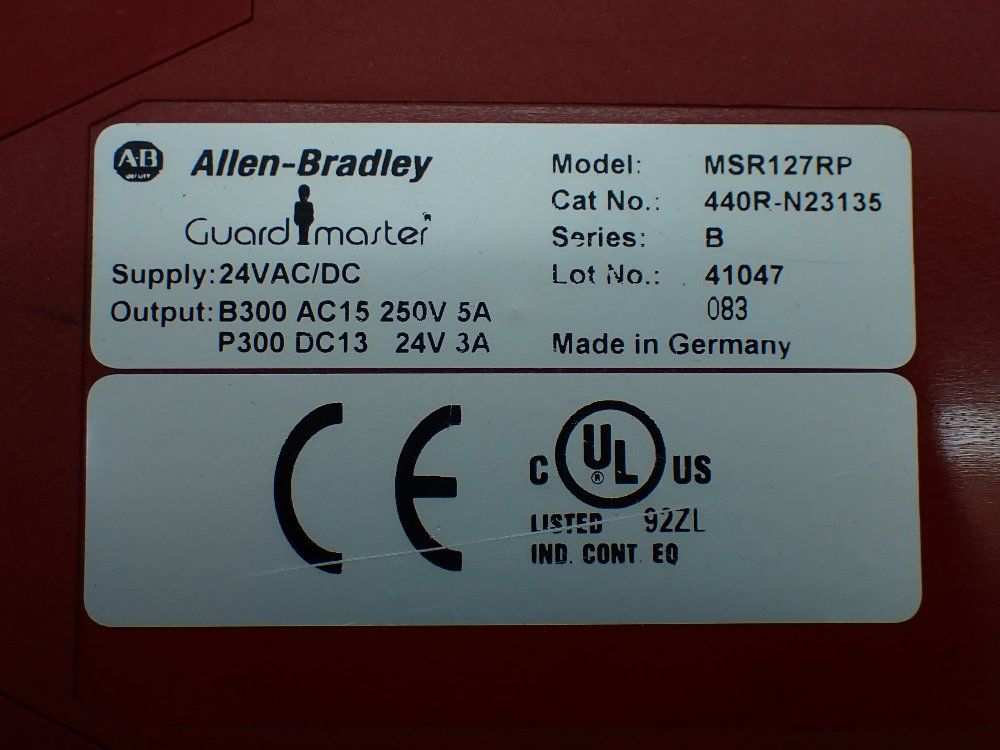 A·B Allen-Bradley
Guardmaster
Supply: 24VAC/DC
Output: B300 AC15 250V 5A
P300 DC13 24V 3A
Model: MSR127RP
Cat No.: 440R-N23135
Series: B
Lot No.: 41047
083
Made in Germany
CE
C UL® US
LISTED 92ZL
IND. CONT. EQ